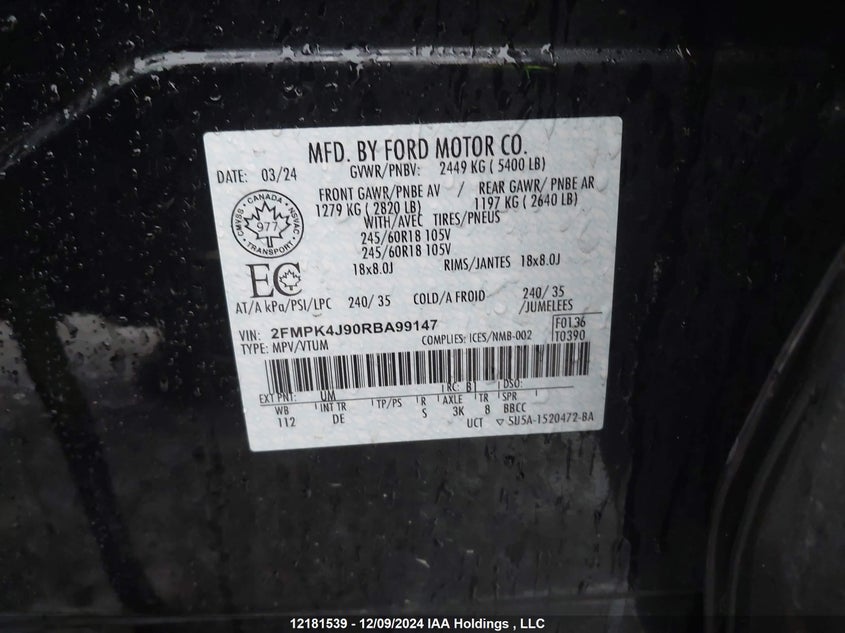 MFD. BY FORD MOTOR CO.
DATE: 03/24
GVWR/PNBV: 2449 KG ( 5400 LB)
FRONT GAWR/PNBE AV / REAR GAWR/ PNBE AR
1279 KG ( 2820 LB) 1197 KG ( 2640 LB)
WITH/AVEC TIRES/PNEUS
245/60R18 105V
245/60R18 105V
18x8.0J RIMS/JANTES 18x8.0J
CANADA
CMVSS NSVAC
977
TRANSPORT
EC
AT/A kPa/PSI/LPC 240/ 35 COLD/A FROID 240/ 35
/JUMELEES
VIN: 2FMPK4J90RBA99147
TYPE: MPV/VTUM COMPLIES: ICES/NMB-002
F0136
T0390
EXT PNT: UM RC: B DSO:
WB INT TR TP/PS R AXLE TR SPR
112 DE S 3K 8 BBCC
UCT SU5A-1520472-BA
12181539 - 12/09/2024 IAA Holdings , LLC